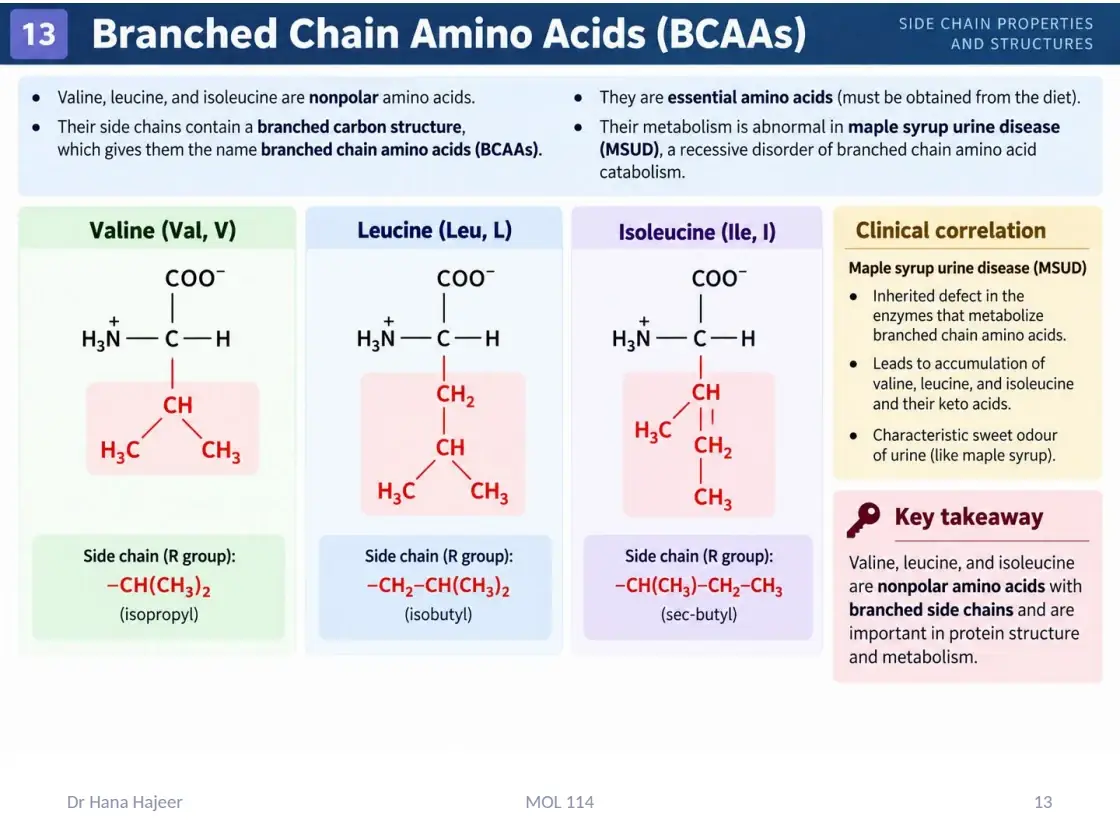 13
Branched Chain Amino Acids (BCAAs)
SIDE CHAIN PROPERTIES
AND STRUCTURES
• Valine, leucine, and isoleucine are nonpolar amino acids.
• Their side chains contain a branched carbon structure,
which gives them the name branched chain amino acids (BCAAs).
• They are essential amino acids (must be obtained from the diet).
• Their metabolism is abnormal in maple syrup urine disease
(MSUD), a recessive disorder of branched chain amino acid
catabolism.
Valine (Val, V)
COO⁻
+
H₃N — C — H
CH
H₃C CH₃
Side chain (R group):
–CH(CH₃)₂
(isopropyl)
Leucine (Leu, L)
COO⁻
+
H₃N — C — H
CH₂
CH
H₃C CH₃
Side chain (R group):
–CH₂–CH(CH₃)₂
(isobutyl)
Isoleucine (Ile, I)
COO⁻
+
H₃N — C — H
CH
H₃C
CH₂
CH₃
Side chain (R group):
–CH(CH₃)–CH₂–CH₃
(sec-butyl)
Clinical correlation
Maple syrup urine disease (MSUD)
• Inherited defect in the
enzymes that metabolize
branched chain amino acids.
• Leads to accumulation of
valine, leucine, and isoleucine
and their keto acids.
• Characteristic sweet odour
of urine (like maple syrup).
Key takeaway
Valine, leucine, and isoleucine
are nonpolar amino acids with
branched side chains and are
important in protein structure
and metabolism.
Dr Hana Hajeer
MOL 114
13